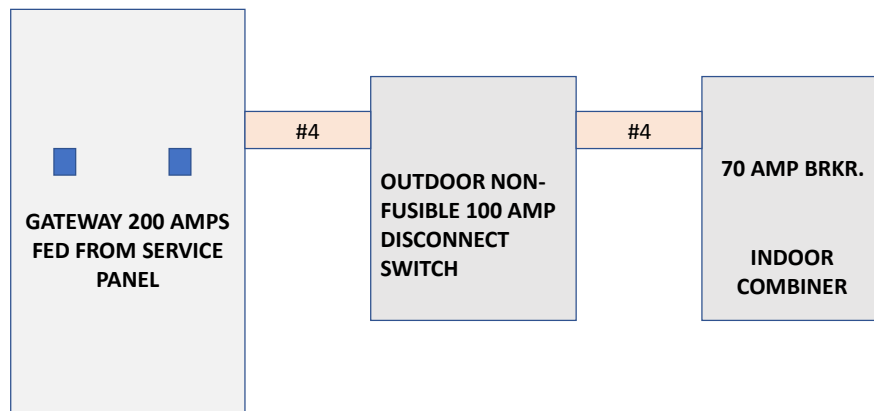 GATEWAY 200 AMPS
FED FROM SERVICE
PANEL
#4
OUTDOOR NON-
FUSIBLE 100 AMP
DISCONNECT
SWITCH
#4
70 AMP BRKR.
INDOOR
COMBINER